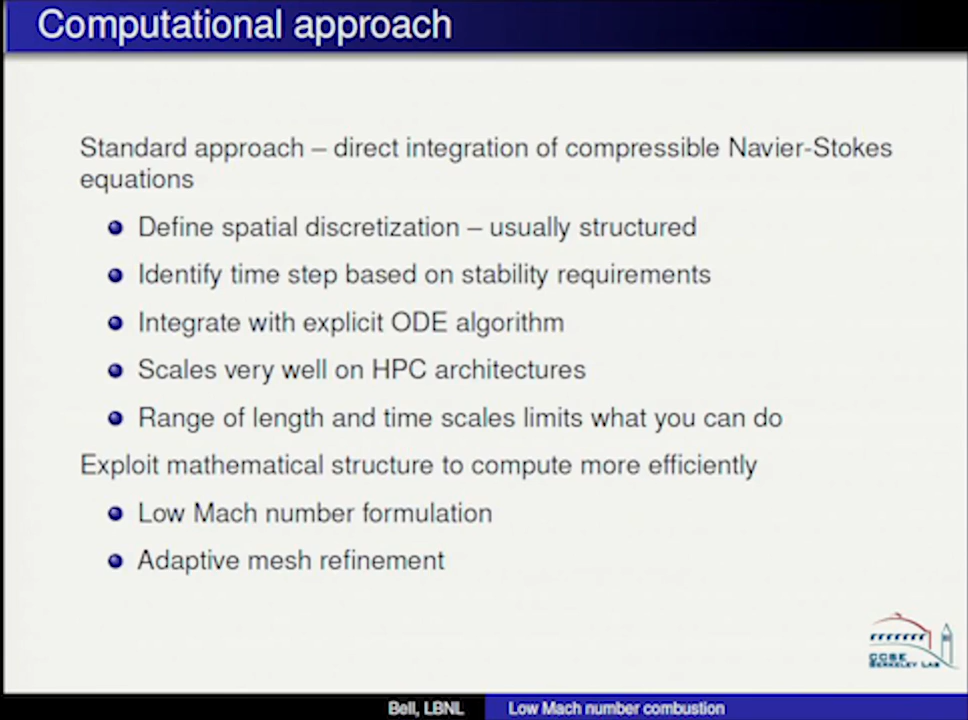 Computational approach
Standard approach – direct integration of compressible Navier-Stokes
equations
Define spatial discretization – usually structured
Identify time step based on stability requirements
Integrate with explicit ODE algorithm
Scales very well on HPC architectures
Range of length and time scales limits what you can do
Exploit mathematical structure to compute more efficiently
Low Mach number formulation
Adaptive mesh refinement
CCSE
BERKELEY LAB
Bell, LBNL
Low Mach number combustion